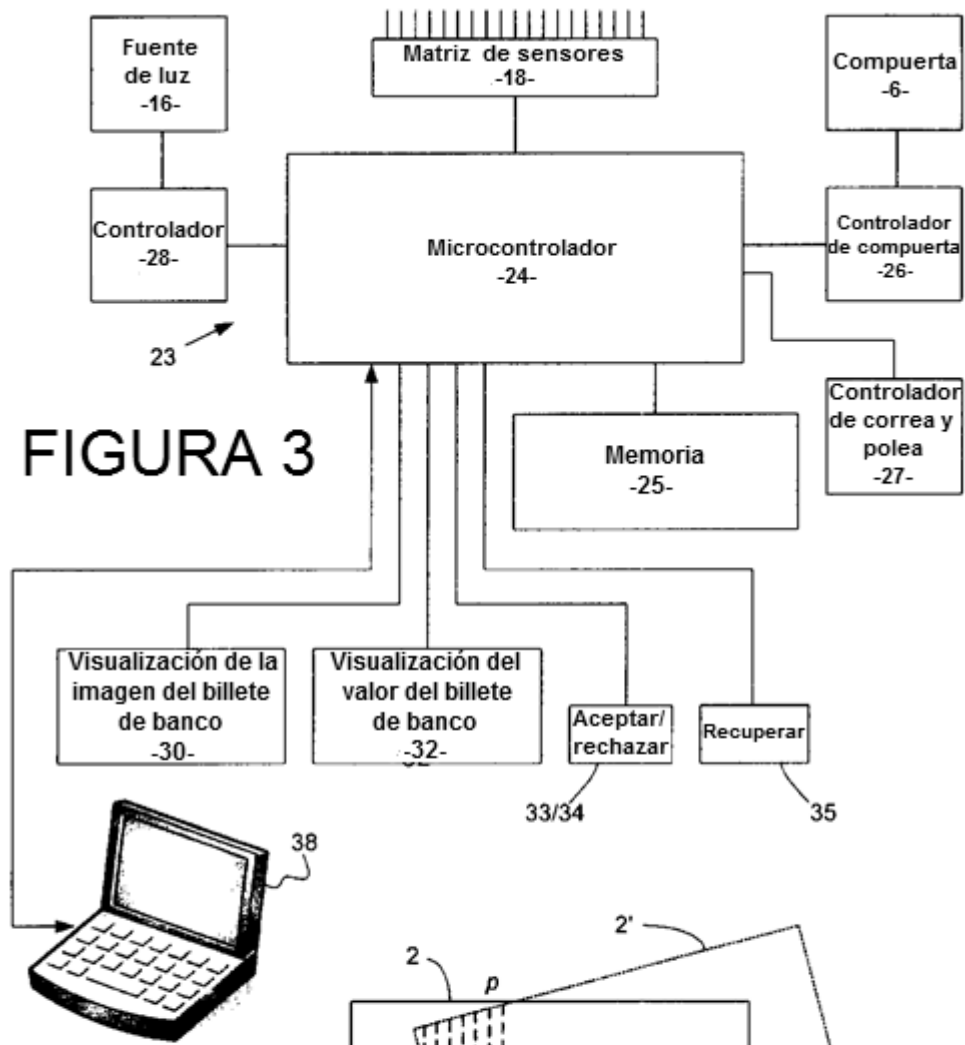 Fuente
de luz
-16-
Matriz de sensores
-18-
Compuerta
-6-
Controlador
-28-
Microcontrolador
-24-
Controlador
de compuerta
-26-
23
Controlador
de correa y
polea
-27-
FIGURA 3
Memoria
-25-
Visualización de la
imagen del billete
de banco
-30-
Visualización del
valor del billete
de banco
-32-
Aceptar/
rechazar
Recuperar
33/34
35
38
2
2'
p